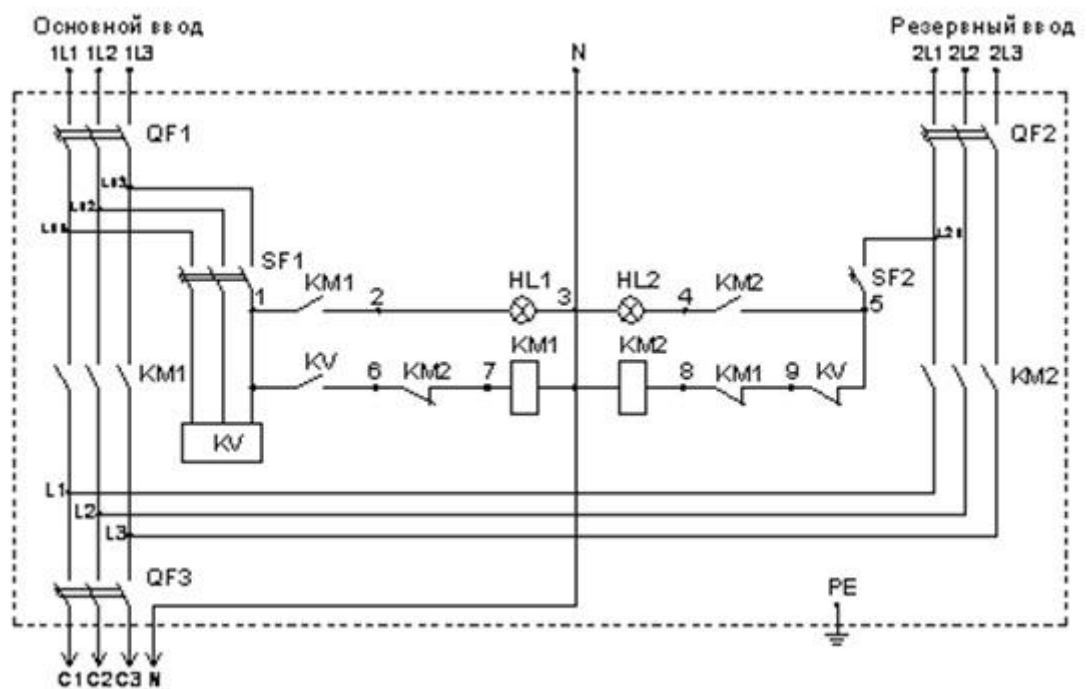 Основной ввод
Резервный ввод
1L1 1L2 1L3
N
2L1 2L2 2L3
QF1
QF2
SF1
KM1
HL1
HL2
KM2
SF2
1
2
3
4
5
KM1
KV
KM2
KM1
KM2
KM1
KV
KM2
6
7
8
9
KV
L1
L2
L3
QF3
PE
C1 C2 C3 N